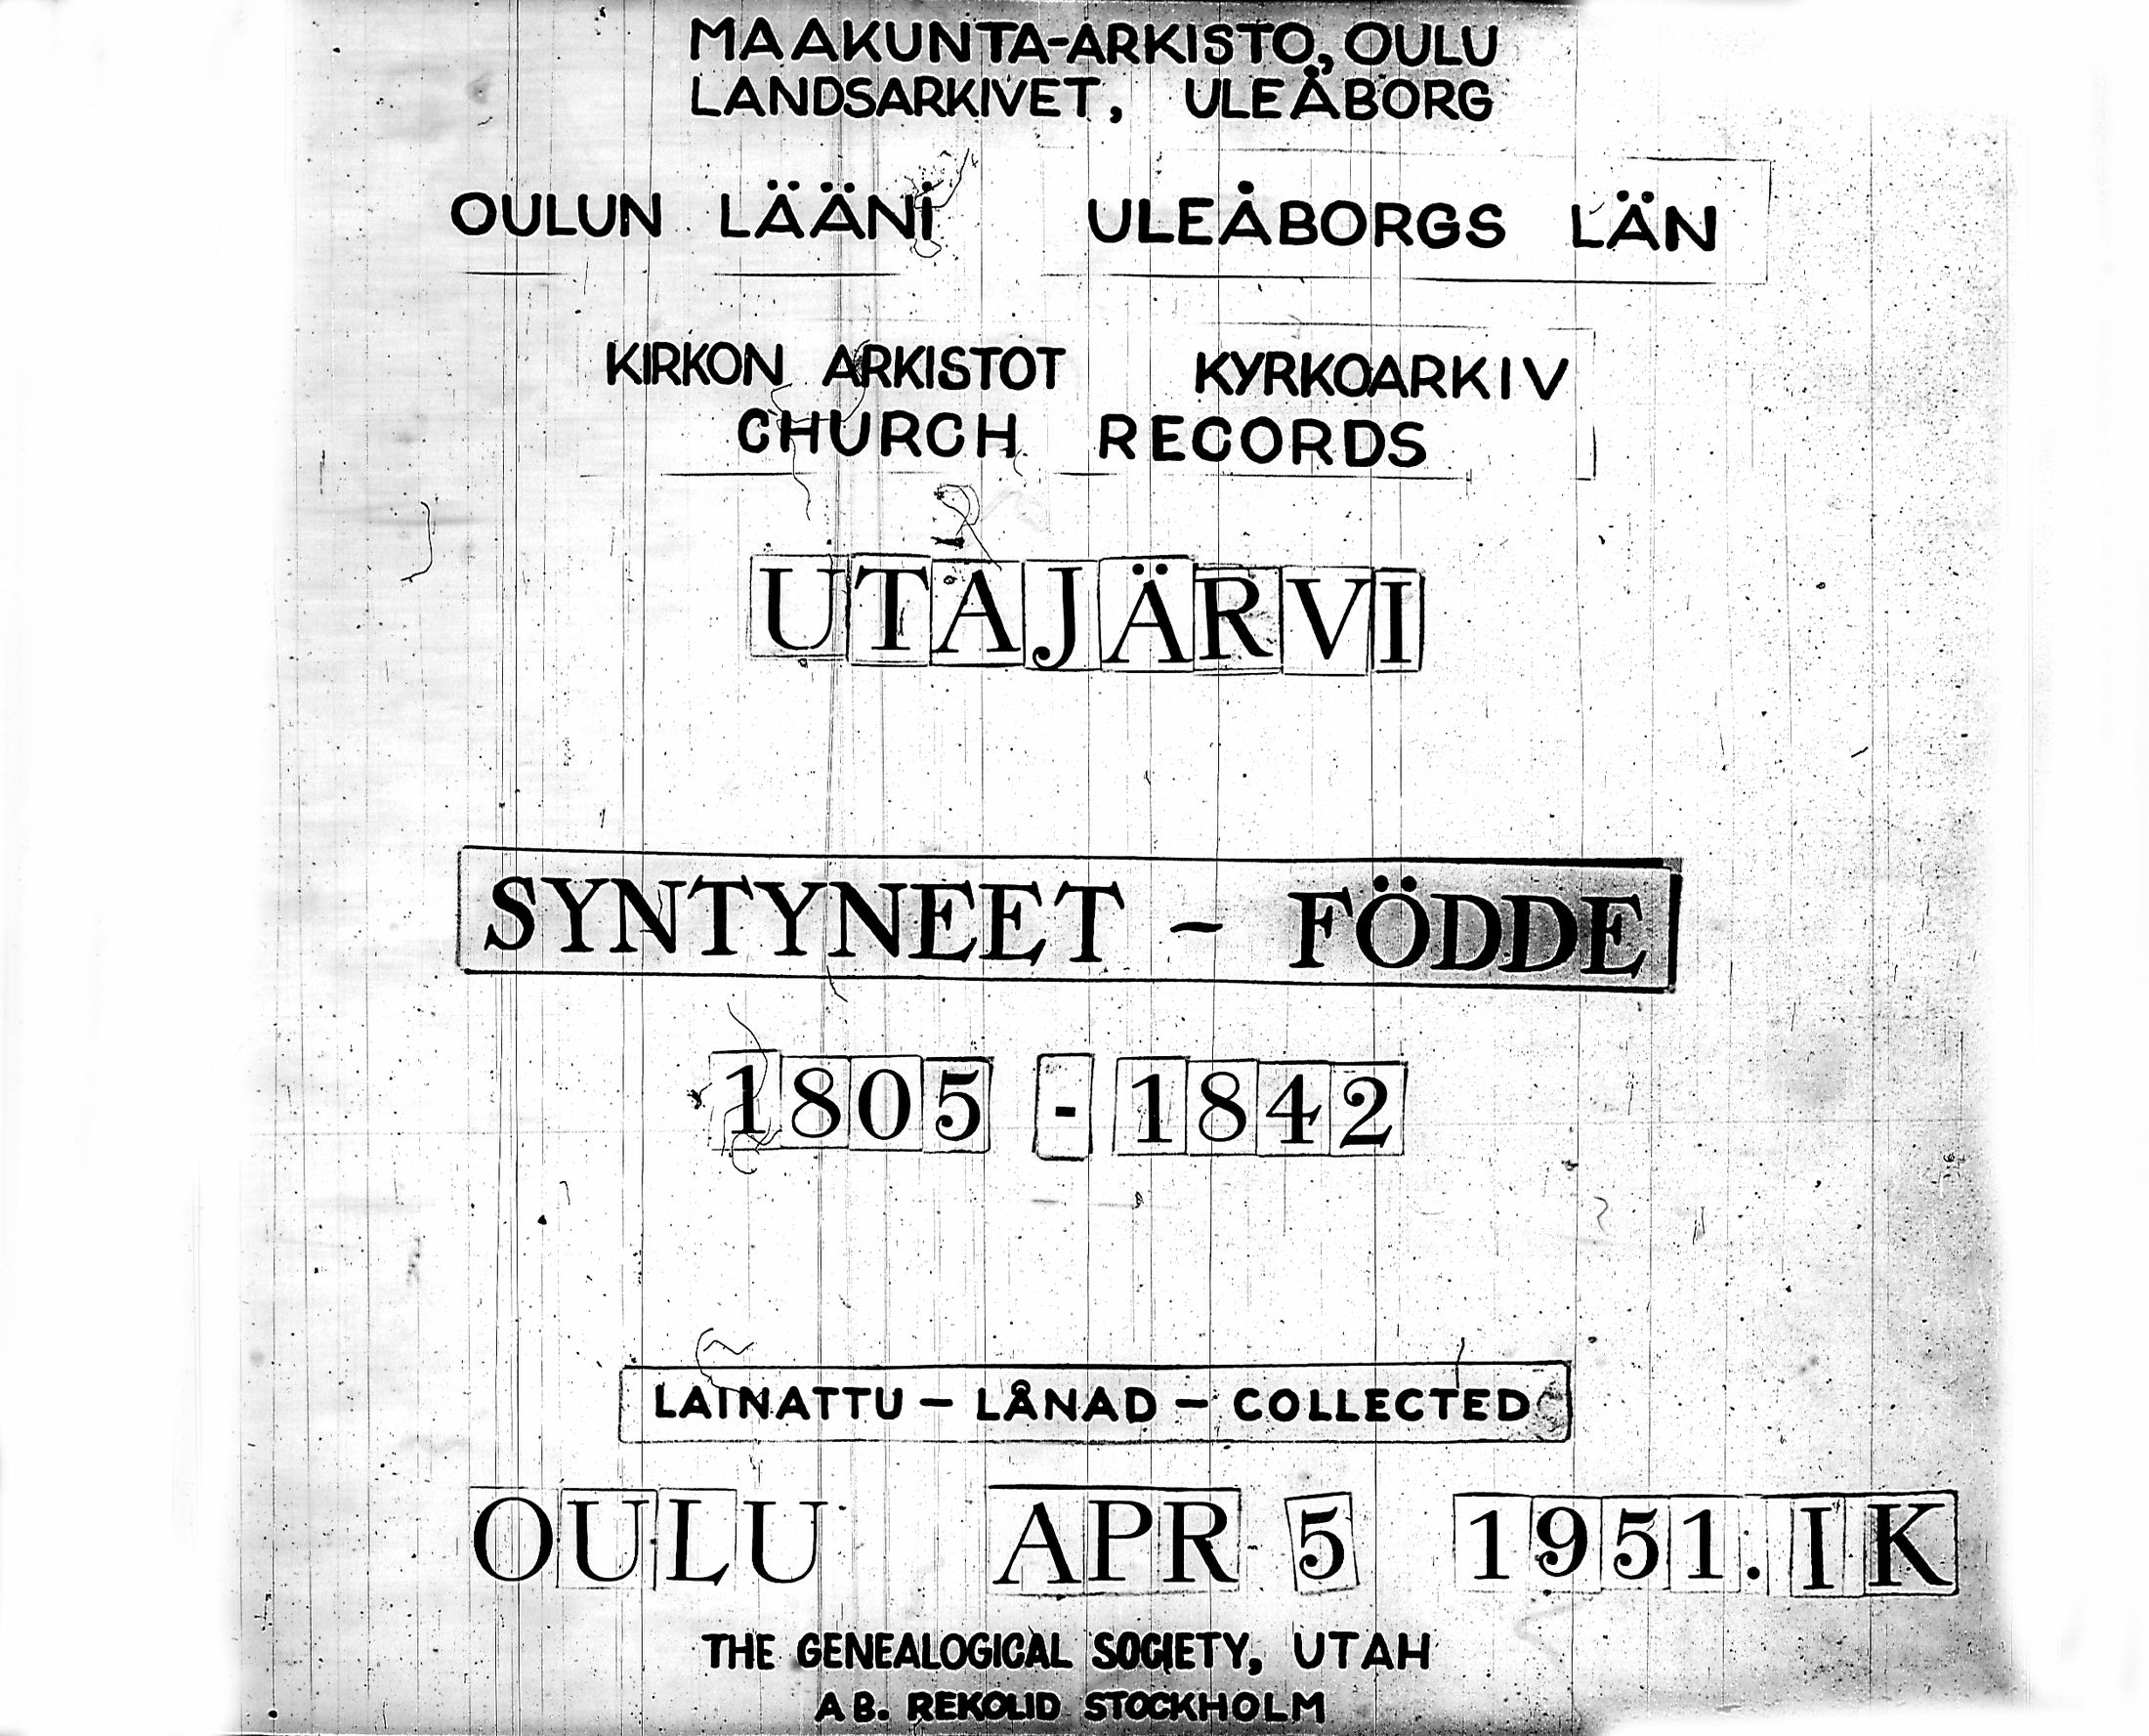 MAAKUNTA-ARKISTO, OULU
LANDSARKIVET, ULEÅBORG
OULUN LÄÄNI ULEÅBORGS LÄN
KIRKON ARKISTOT KYRKOARKIV
CHURCH RECORDS
UTAJÄRVI
SYNTYNEET - FÖDDE
1805 - 1842
LAINATTU - LÅNAD - COLLECTED
OULU APR 5 1951. IK
THE GENEALOGICAL SOCIETY, UTAH
AB. REKOLID STOCKHOLM